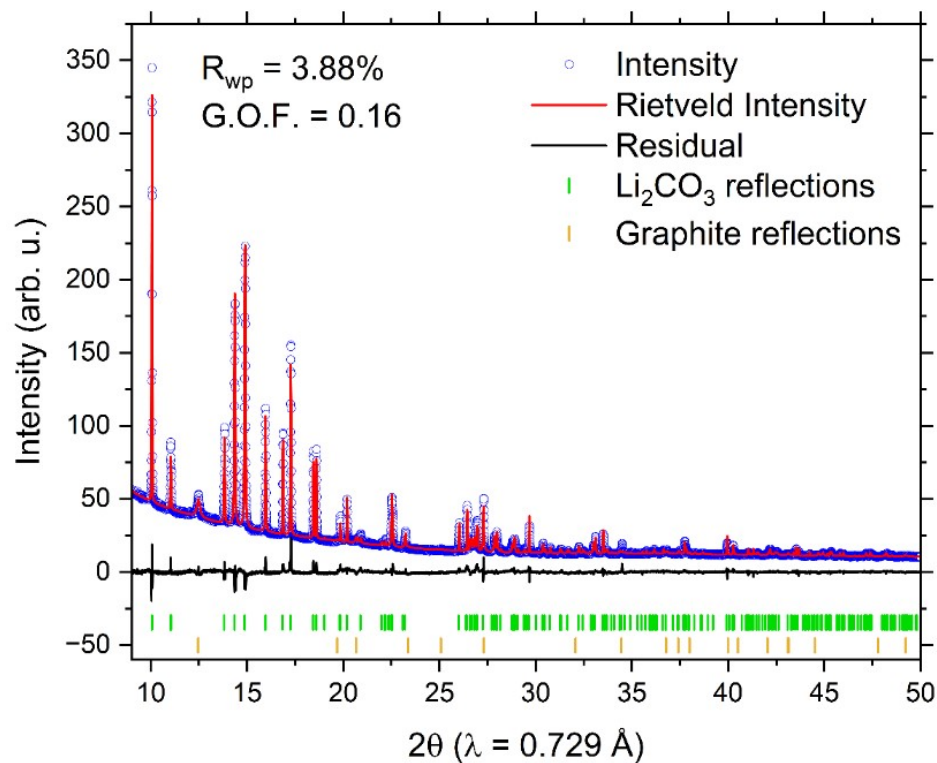 R_wp = 3.88%
G.O.F. = 0.16
Intensity
Rietveld Intensity
Residual
Li₂CO₃ reflections
Graphite reflections
Intensity (arb. u.)
350
300
250
200
150
100
50
0
−50
10 15 20 25 30 35 40 45 50
2θ (λ = 0.729 Å)